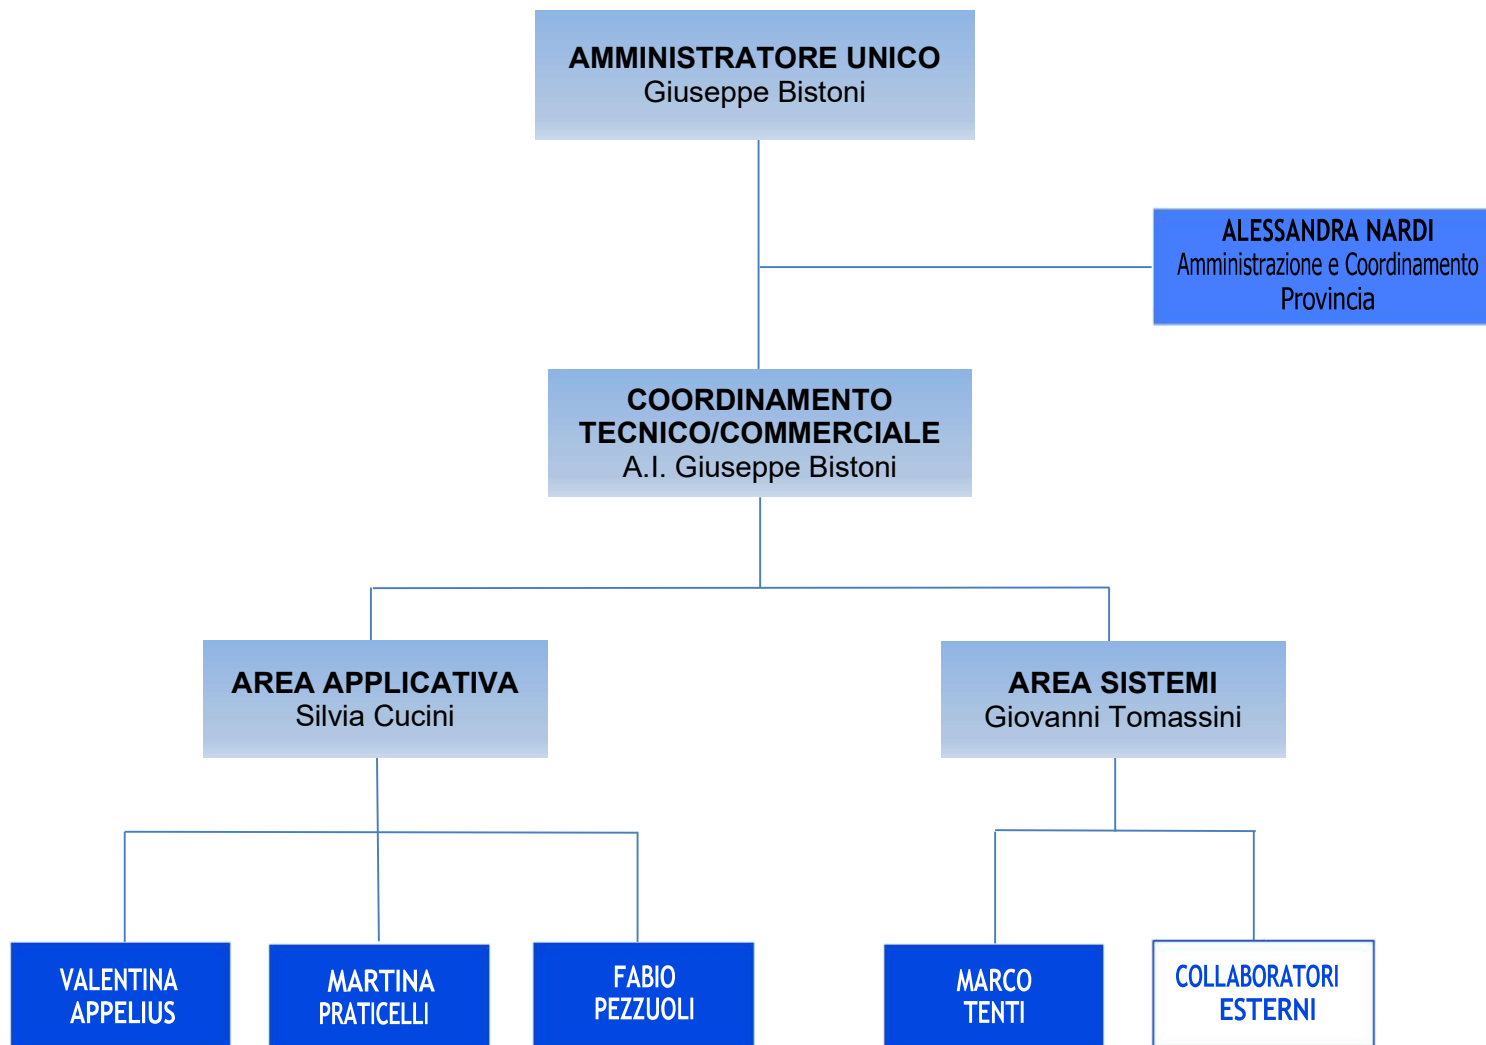 AMMINISTRATORE UNICO
Giuseppe Bistoni
ALESSANDRA NARDI
Amministrazione e Coordinamento
Provincia
COORDINAMENTO
TECNICO/COMMERCIALE
A.I. Giuseppe Bistoni
AREA APPLICATIVA
Silvia Cucini
AREA SISTEMI
Giovanni Tomassini
VALENTINA
APPELIUS
MARTINA
PRATICELLI
FABIO
PEZZUOLI
MARCO
TENTI
COLLABORATORI
ESTERNI